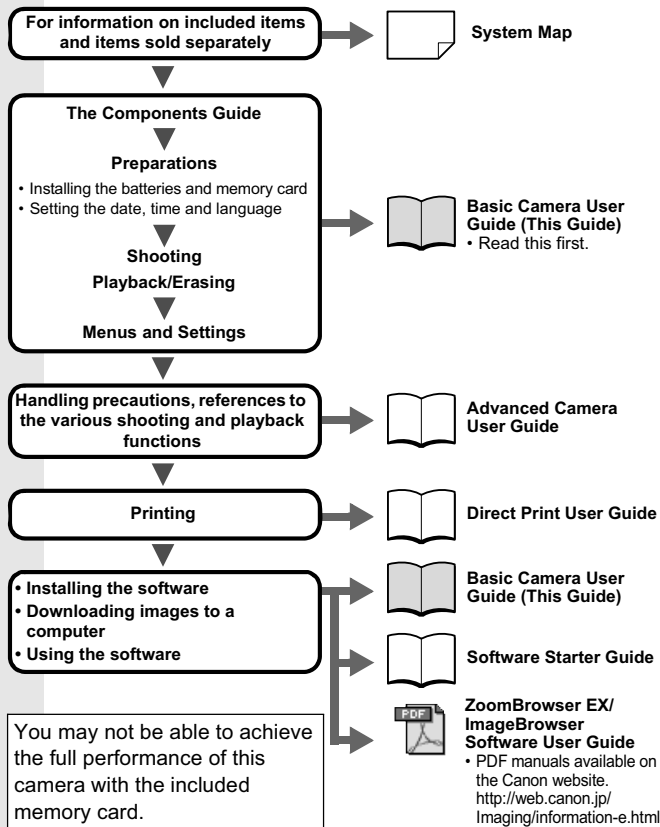 For information on included items
and items sold separately
System Map
The Components Guide
Preparations
• Installing the batteries and memory card
• Setting the date, time and language
Shooting
Playback/Erasing
Menus and Settings
Basic Camera User
Guide (This Guide)
• Read this first.
Handling precautions, references to
the various shooting and playback
functions
Advanced Camera
User Guide
Printing
Direct Print User Guide
• Installing the software
• Downloading images to a
computer
• Using the software
Basic Camera User
Guide (This Guide)
Software Starter Guide
PDF
ZoomBrowser EX/
ImageBrowser
Software User Guide
• PDF manuals available on
the Canon website.
http://web.canon.jp/
Imaging/information-e.html
You may not be able to achieve
the full performance of this
camera with the included
memory card.